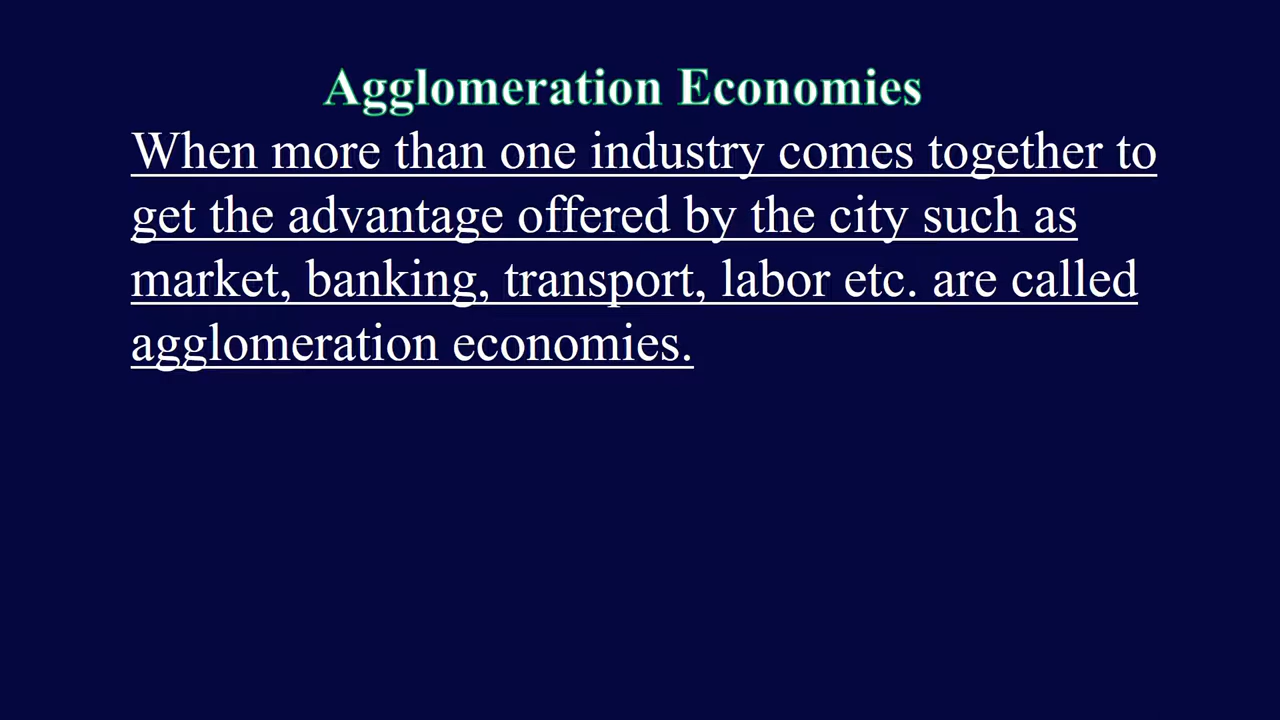 Agglomeration Economies
When more than one industry comes together to
get the advantage offered by the city such as
market, banking, transport, labor etc. are called
agglomeration economies.